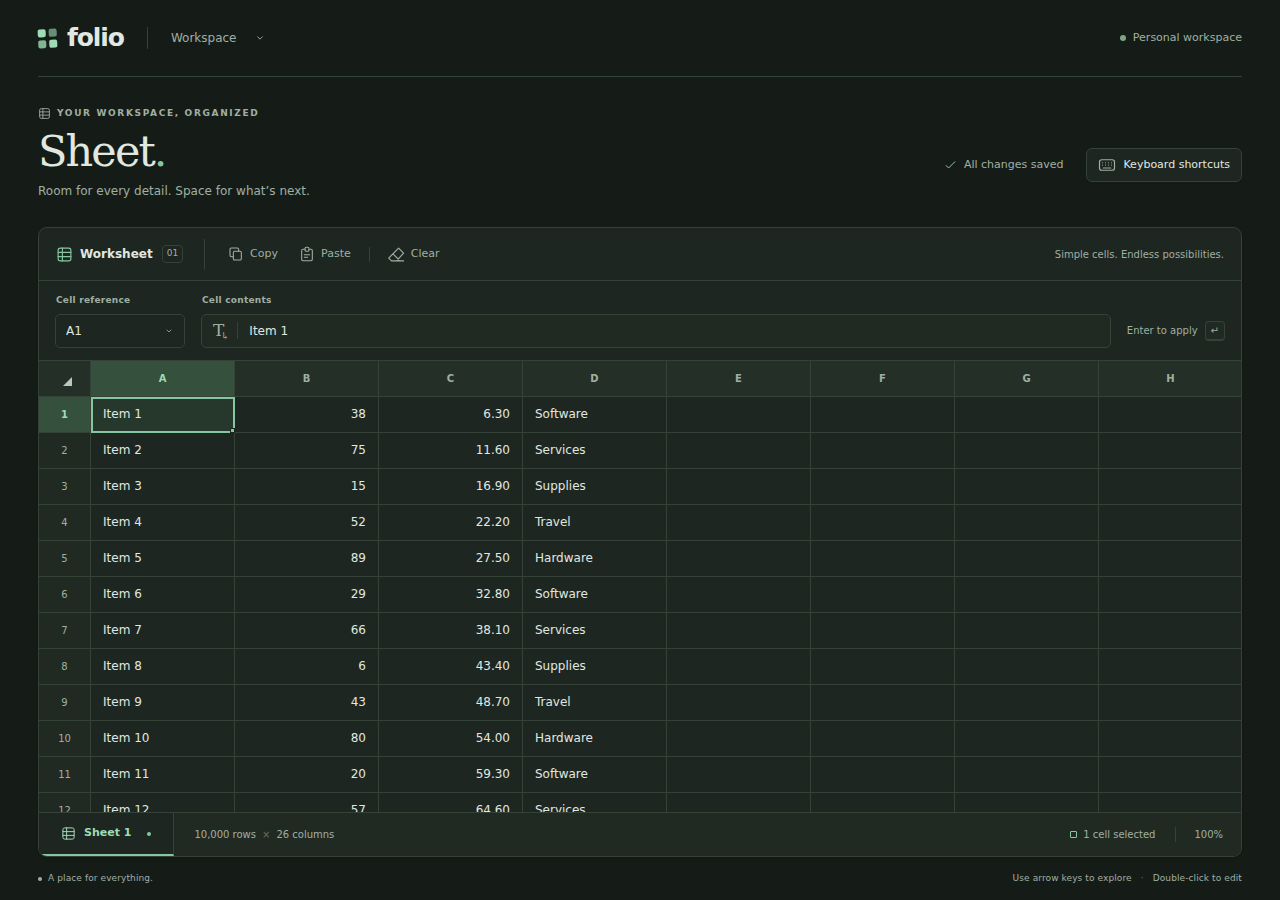 folio
Workspace
Personal workspace
YOUR WORKSPACE, ORGANIZED
Sheet.
Room for every detail. Space for what’s next.
All changes saved
Keyboard shortcuts
Worksheet 01
Copy
Paste
Clear
Simple cells. Endless possibilities.
Cell reference
Cell contents
A1
Item 1
Enter to apply ↵
A B C D E F G H
1 Item 1 38 6.30 Software
2 Item 2 75 11.60 Services
3 Item 3 15 16.90 Supplies
4 Item 4 52 22.20 Travel
5 Item 5 89 27.50 Hardware
6 Item 6 29 32.80 Software
7 Item 7 66 38.10 Services
8 Item 8 6 43.40 Supplies
9 Item 9 43 48.70 Travel
10 Item 10 80 54.00 Hardware
11 Item 11 20 59.30 Software
12 Item 12 57 64.60 Services
Sheet 1
10,000 rows × 26 columns
1 cell selected
100%
A place for everything.
Use arrow keys to explore · Double-click to edit